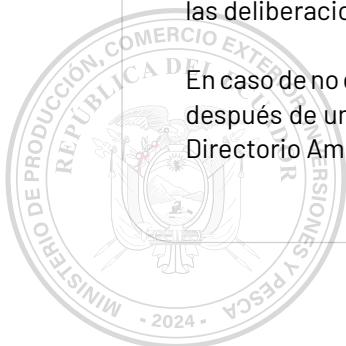 las deliberacio
En caso de no
después de un
Directorio Am
MINISTERIO DE PRODUCCIÓN, COMERCIO EXTERIOR, INVERSIONES Y PESCA
REPÚBLICA DEL ECUADOR
- 2024 -